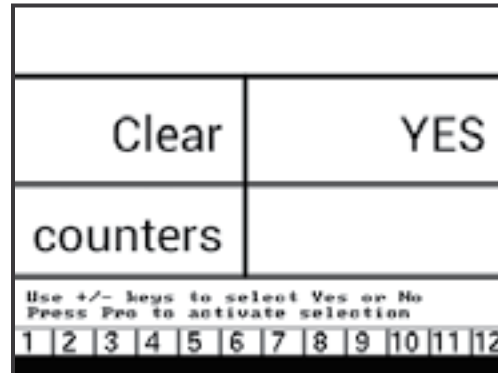 Clear YES
counters
Use +/- keys to select Yes or No
Press Pro to activate selection
1 2 3 4 5 6 7 8 9 10 11 12